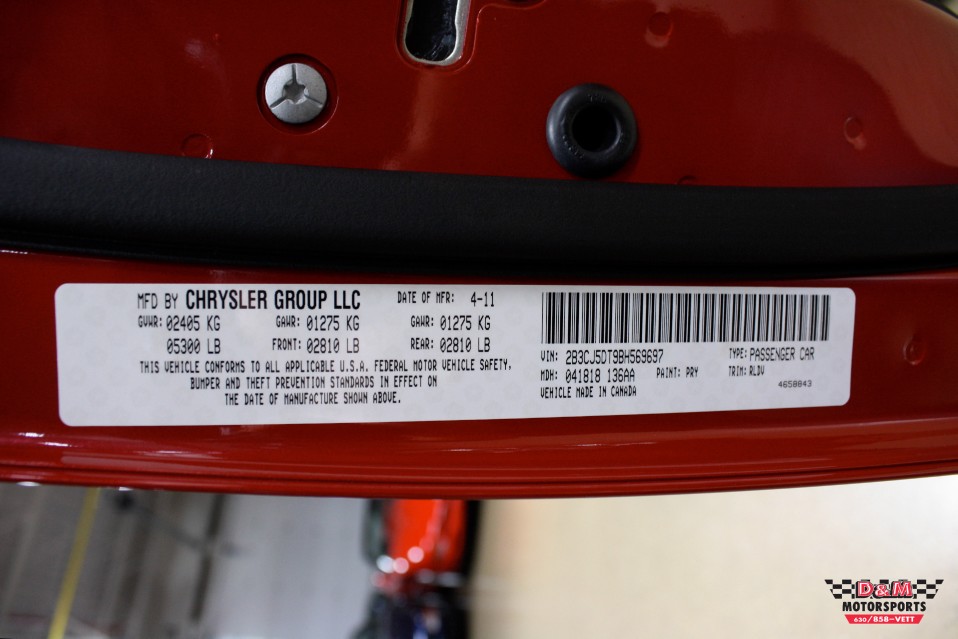 MFD BY CHRYSLER GROUP LLC DATE OF MFR: 4-11
GVWR: 02405 KG GAWR: 01275 KG GAWR: 01275 KG
05300 LB FRONT: 02810 LB REAR: 02810 LB
THIS VEHICLE CONFORMS TO ALL APPLICABLE U.S.A. FEDERAL MOTOR VEHICLE SAFETY,
BUMPER AND THEFT PREVENTION STANDARDS IN EFFECT ON
THE DATE OF MANUFACTURE SHOWN ABOVE.
VIN: 2B3CJ5DT9BH569697 TYPE: PASSENGER CAR
MDH: 041818 136AA PAINT: PRY TRIM: RLDV
VEHICLE MADE IN CANADA 4658843
D&M
MOTORSPORTS
630/858-VETT